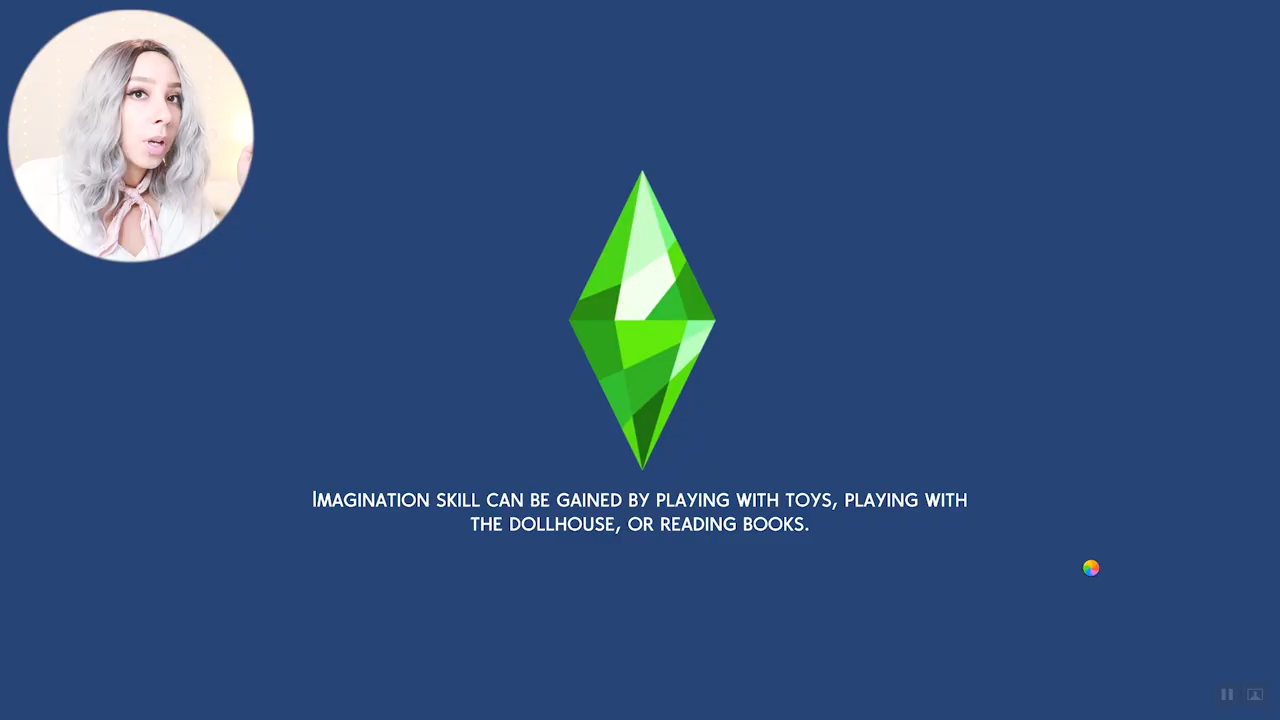 IMAGINATION SKILL CAN BE GAINED BY PLAYING WITH TOYS, PLAYING WITH
THE DOLLHOUSE, OR READING BOOKS.